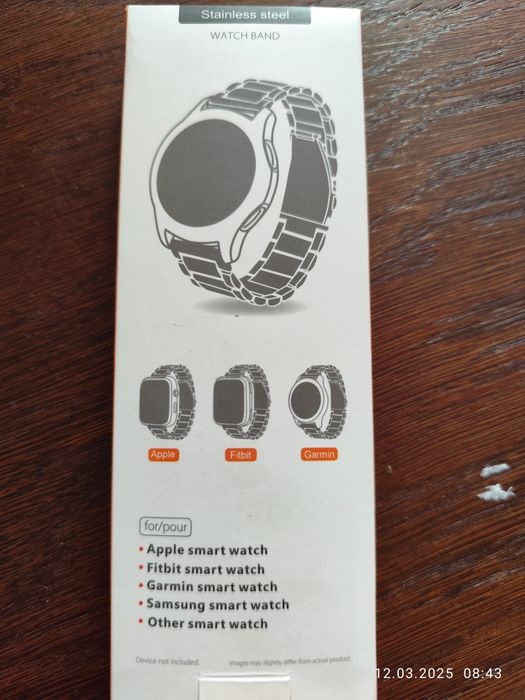 Stainless steel
WATCH BAND
Apple Fitbit Garmin
for/pour
• Apple smart watch
• Fitbit smart watch
• Garmin smart watch
• Samsung smart watch
• Other smart watch
Device not included. Images may slightly differ from actual product.
12.03.2025 08:43